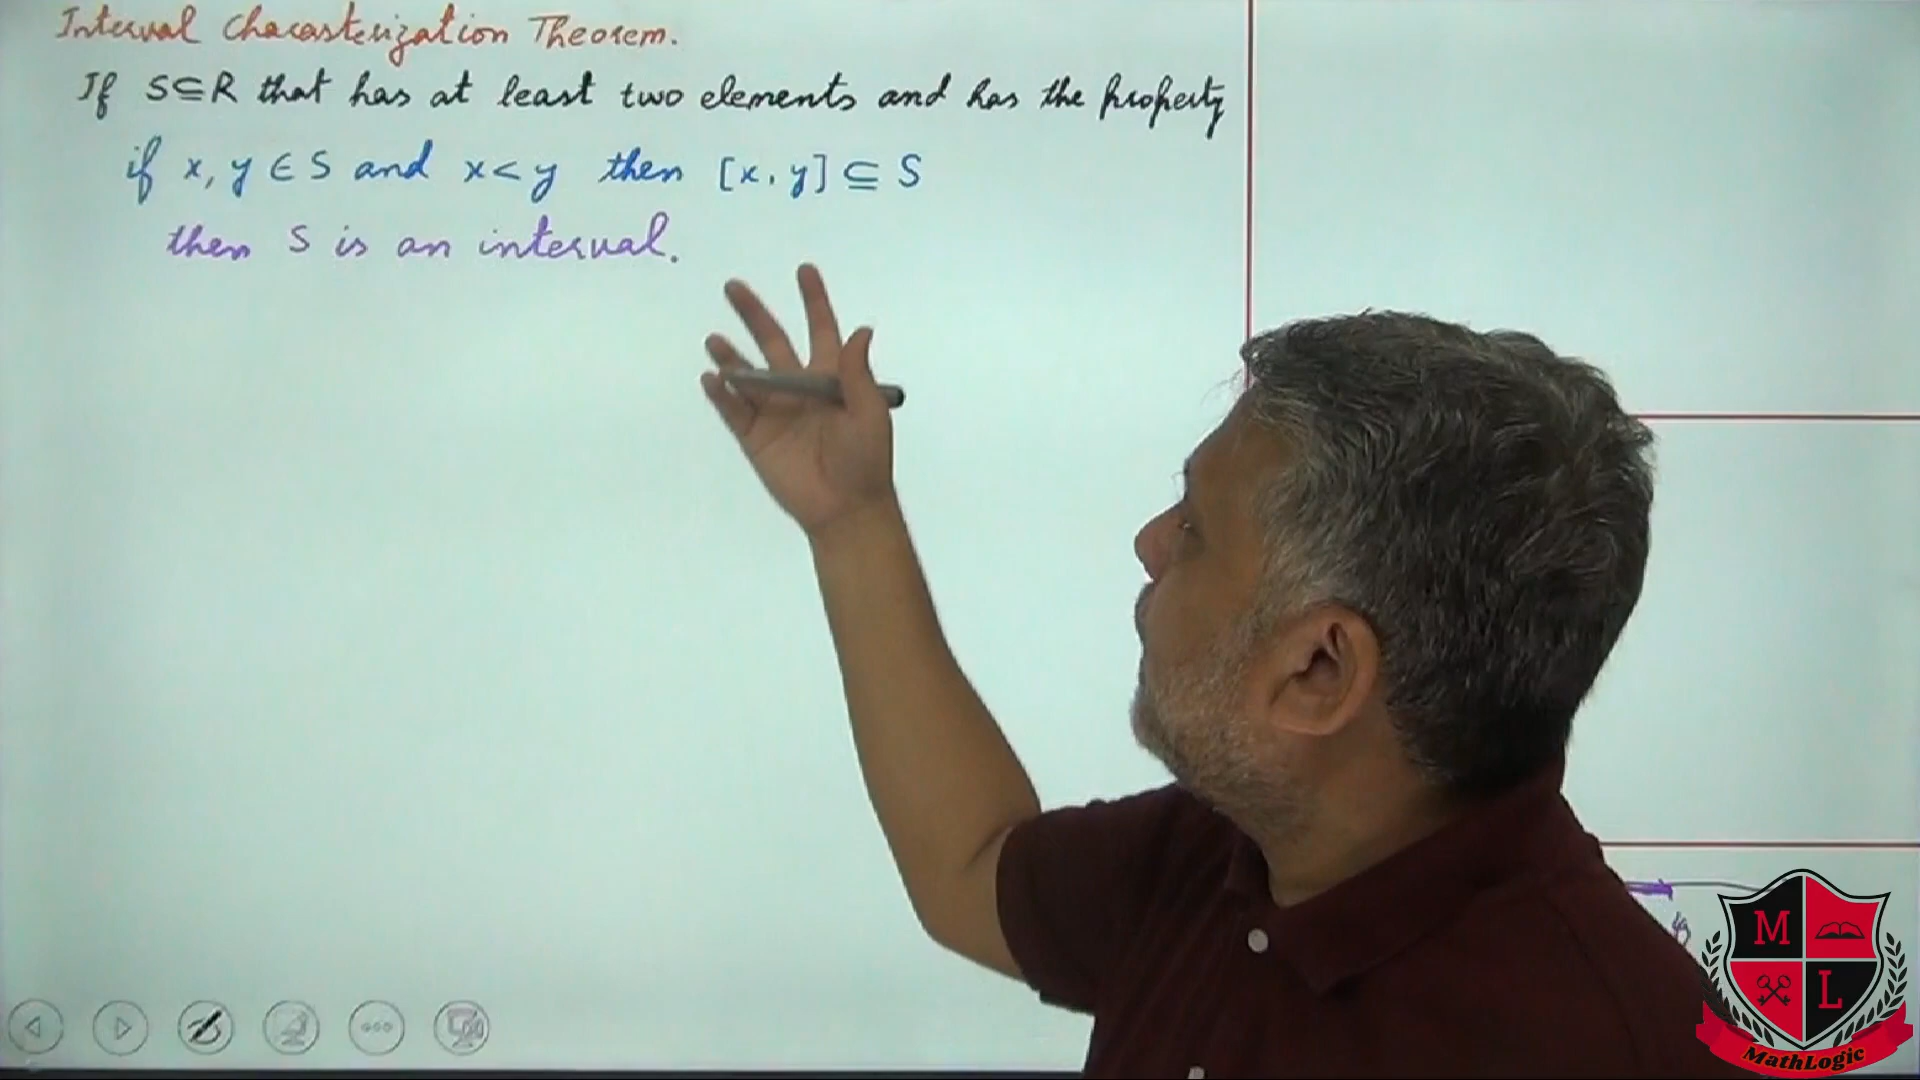 Interval Characterization Theorem.
If S⊆R that has at least two elements and has the property
if x, y ∈ S and x < y then [x, y] ⊆ S
then S is an interval.
y
M
L
MathLogic